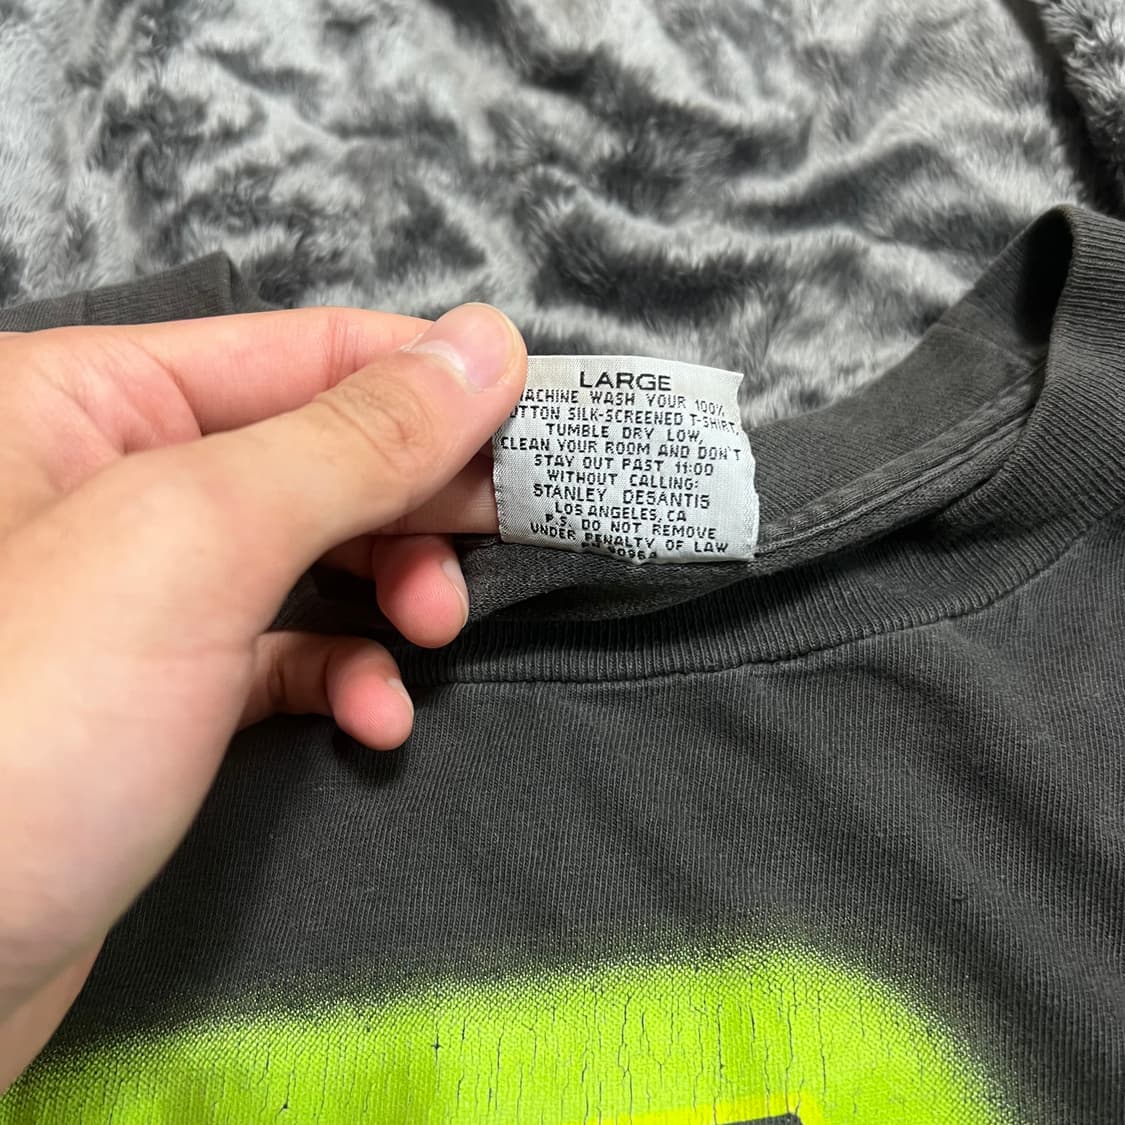 LARGE
MACHINE WASH YOUR 100%
COTTON SILK-SCREENED T-SHIRT,
TUMBLE DRY LOW,
CLEAN YOUR ROOM AND DON'T
STAY OUT PAST 11:00
WITHOUT CALLING:
STANLEY DESANTIS
LOS ANGELES, CA
P.S. DO NOT REMOVE
UNDER PENALTY OF LAW